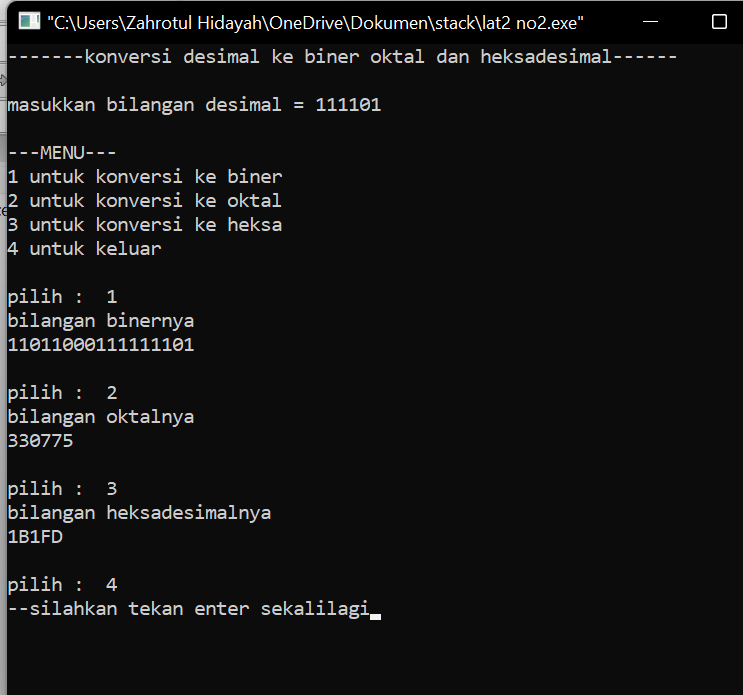 "C:\Users\Zahrotul Hidayah\OneDrive\Dokumen\stack\lat2 no2.exe"
-------konversi desimal ke biner oktal dan heksadesimal------
masukkan bilangan desimal = 111101
---MENU---
1 untuk konversi ke biner
2 untuk konversi ke oktal
3 untuk konversi ke heksa
4 untuk keluar
pilih :  1
bilangan binernya
11011000111111101
pilih :  2
bilangan oktalnya
330775
pilih :  3
bilangan heksadesimalnya
1B1FD
pilih :  4
--silahkan tekan enter sekalilagi